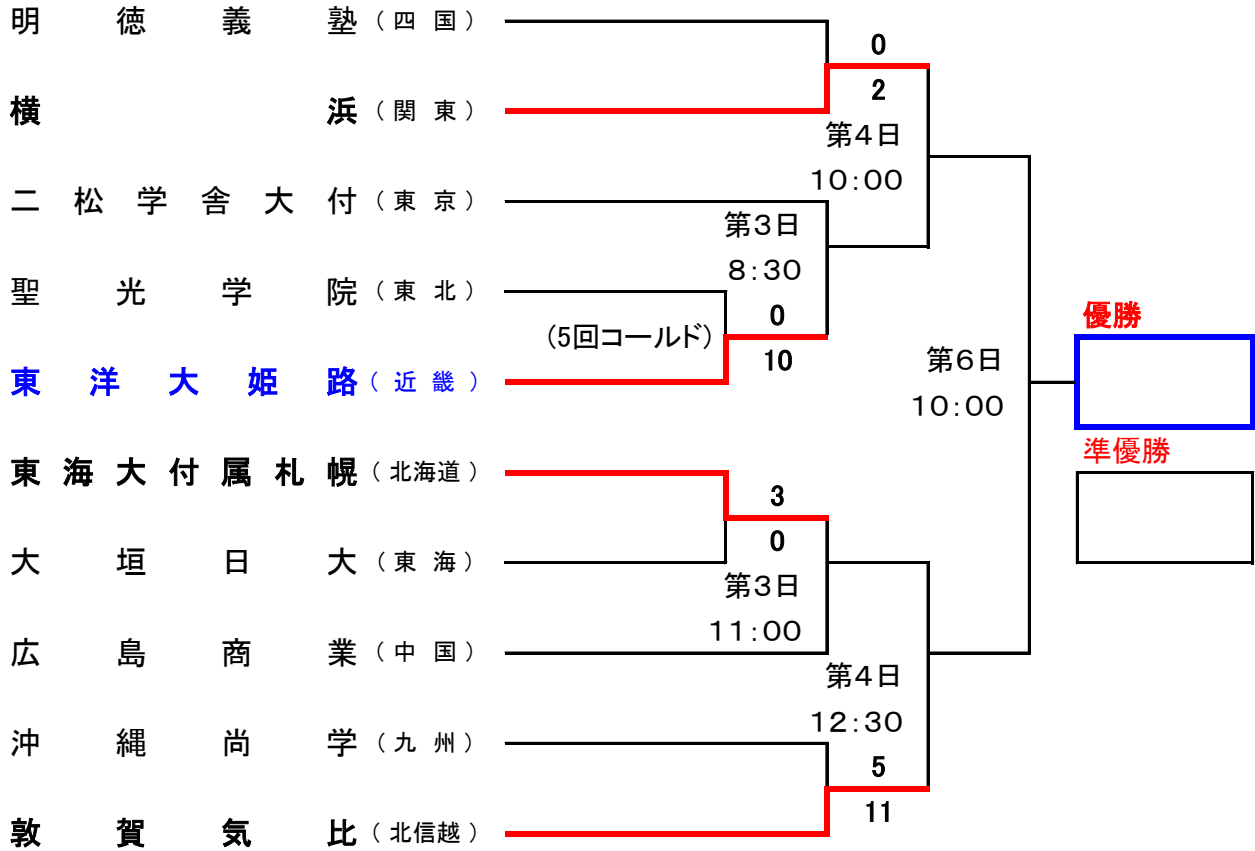 明徳義塾（四国）
0
2
横浜（関東）
第4日
10:00
二松学舎大付（東京）
第3日
8:30
聖光学院（東北）
0
(5回コールド)
10
東洋大姫路（近畿）
優勝
第6日
10:00
準優勝
東海大付属札幌（北海道）
3
0
大垣日大（東海）
第3日
11:00
広島商業（中国）
第4日
12:30
沖縄尚学（九州）
5
11
敦賀気比（北信越）